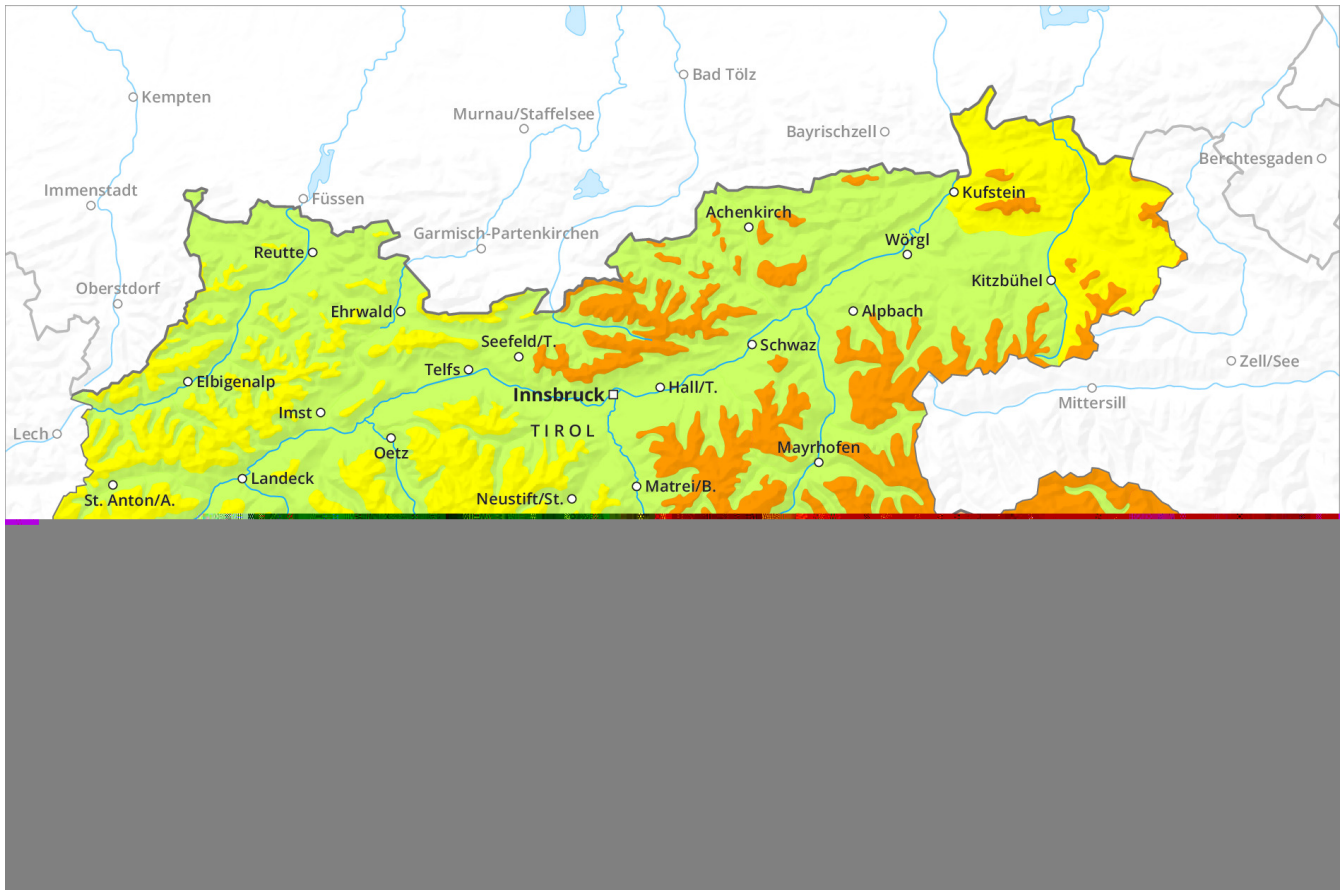 Bad Tölz
Kempten
Murnau/Staffelsee
Bayrischzell
Berchtesgaden
Immenstadt
Füssen
Kufstein
Achenkirch
Garmisch-Partenkirchen
Wörgl
Reutte
Kitzbühel
Oberstdorf
Ehrwald
Alpbach
Seefeld/T.
Schwaz
Zell/See
Telfs
Elbigenalp
Hall/T.
Innsbruck
Mittersill
Imst
TIROL
Lech
Mayrhofen
Oetz
Landeck
Matrei/B.
St. Anton/A.
Neustift/St.